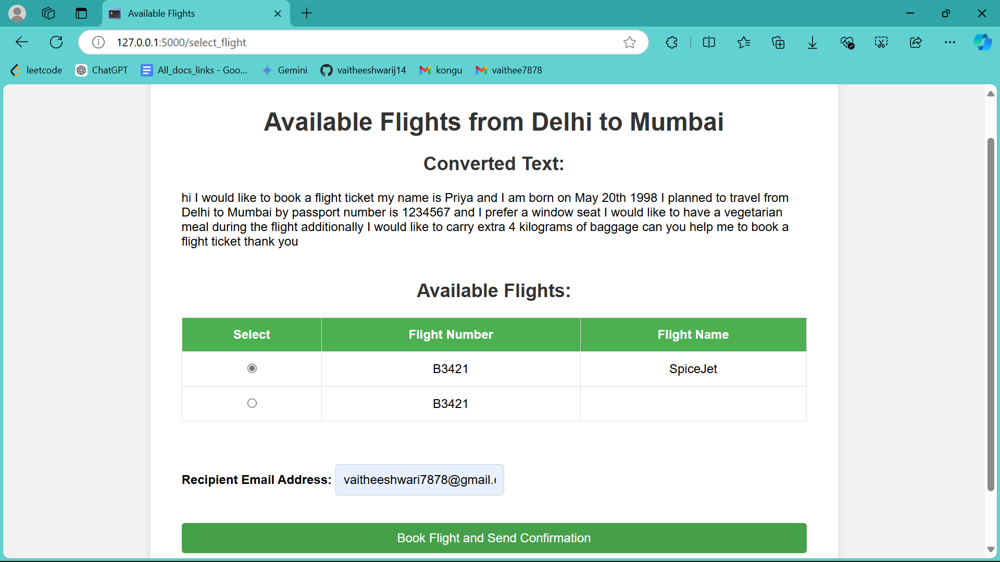 Available Flights
127.0.0.1:5000/select_flight
leetcode ChatGPT All_docs_links - Goo... Gemini vaitheeshwarij14 kongu vaithee7878
Available Flights from Delhi to Mumbai
Converted Text:
hi I would like to book a flight ticket my name is Priya and I am born on May 20th 1998 I planned to travel from
Delhi to Mumbai by passport number is 1234567 and I prefer a window seat I would like to have a vegetarian
meal during the flight additionally I would like to carry extra 4 kilograms of baggage can you help me to book a
flight ticket thank you
Available Flights:
Select Flight Number Flight Name
B3421 SpiceJet
B3421
Recipient Email Address: vaitheeshwari7878@gmail.
Book Flight and Send Confirmation